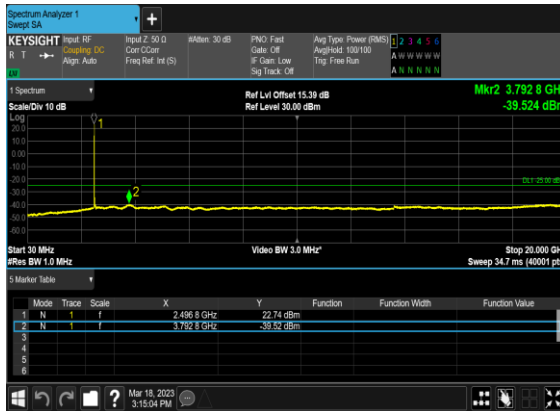 Spectrum Analyzer 1
Swept SA
+
KEYSIGHT Input: RF Input Z: 50 Ω #Atten: 30 dB PNO: Fast Avg Type: Power (RMS) 1 2 3 4 5 6
R T Coupling: DC Corr CCorr Gate: Off Avg|Hold: 100/100 A W W W W W
Align: Auto Freq Ref: Int (S) IF Gain: Low Trig: Free Run
Sig Track: Off A N N N N N
1 Spectrum Ref Lvl Offset 15.39 dB Mkr2 3.792 8 GHz
Scale/Div 10 dB Ref Level 30.00 dBm -39.524 dBm
Log
20.0
10.0
0.00
-10.0
-20.0
-30.0
-40.0
-50.0
-60.0
1
2
DL1 -25.00 dB
Start 30 MHz Video BW 3.0 MHz* Stop 20.000 GH
#Res BW 1.0 MHz Sweep 34.7 ms (40001 pts
5 Marker Table
Mode Trace Scale X Y Function Function Width Function Value
1 N 1 f 2.496 8 GHz 22.74 dBm
2 N 1 f 3.792 8 GHz -39.52 dBm
3
4
5
6
? Mar 18, 2023
3:15:04 PM